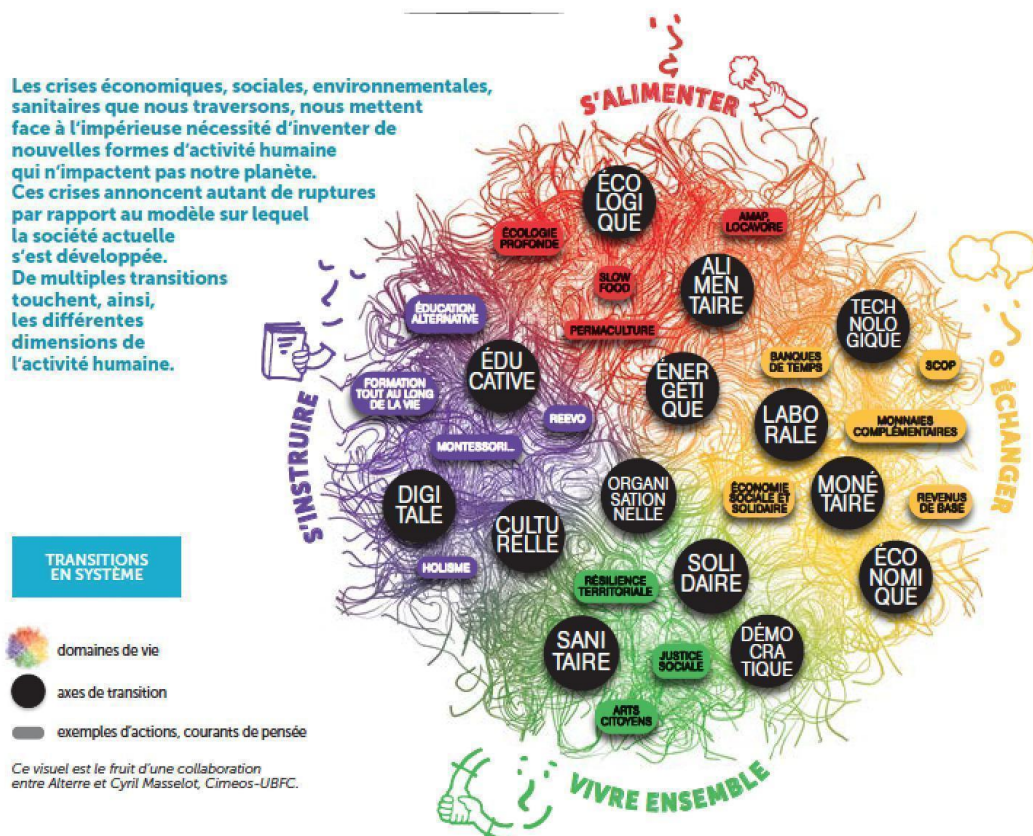 Les crises économiques, sociales, environnementales,
sanitaires que nous traversons, nous mettent
face à l'impérieuse nécessité d'inventer de
nouvelles formes d'activité humaine
qui n'impactent pas notre planète.
Ces crises annoncent autant de ruptures
par rapport au modèle sur lequel
la société actuelle
s'est développée.
De multiples transitions
touchent, ainsi,
les différentes
dimensions de
l'activité humaine.
S'ALIMENTER
ÉCO
LOGI
QUE
ÉCOLOGIE
PROFONDE
AMAP,
LOCAVORE
SLOW
FOOD
ALI
MEN
TAIRE
PERMACULTURE
ÉNER
GÉT
IQUE
S'INSTRUIRE
ÉDUCATION
ALTERNATIVE
ÉDU
CATIVE
FORMATION
TOUT AU LONG
DE LA VIE
REEVO
MONTESSORI...
DIGI
TALE
CULTU
RELLE
HOLISME
ORGANI
SATION
NELLE
ÉCHANGER
TECH
NOLO
GIQUE
BANQUES
DE TEMPS
SCOP
LABO
RALE
MONNAIES
COMPLÉMENTAIRES
ÉCONOMIE
SOCIALE ET
SOLIDAIRE
MONÉ
TAIRE
REVENUS
DE BASE
ÉCO
NOMI
QUE
SOLI
DAIRE
RÉSILIENCE
TERRITORIALE
SANI
TAIRE
JUSTICE
SOCIALE
DÉMO
CRA
TIQUE
ARTS
CITOYENS
VIVRE ENSEMBLE
TRANSITIONS
EN SYSTÈME
domaines de vie
axes de transition
exemples d'actions, courants de pensée
Ce visuel est le fruit d'une collaboration
entre Alterre et Cyril Masselot, Cimeos-UBFC.